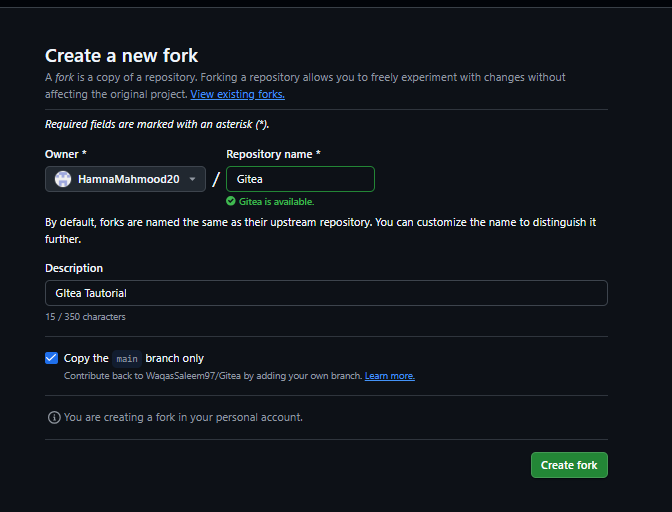 Create a new fork
A fork is a copy of a repository. Forking a repository allows you to freely experiment with changes without
affecting the original project. View existing forks.
Required fields are marked with an asterisk (*).
Owner *
Repository name *
HamnaMahmood20
/
Gitea
Gitea is available.
By default, forks are named the same as their upstream repository. You can customize the name to distinguish it
further.
Description
GItea Tautorial
15 / 350 characters
Copy the main branch only
Contribute back to WaqasSaleem97/Gitea by adding your own branch. Learn more.
You are creating a fork in your personal account.
Create fork